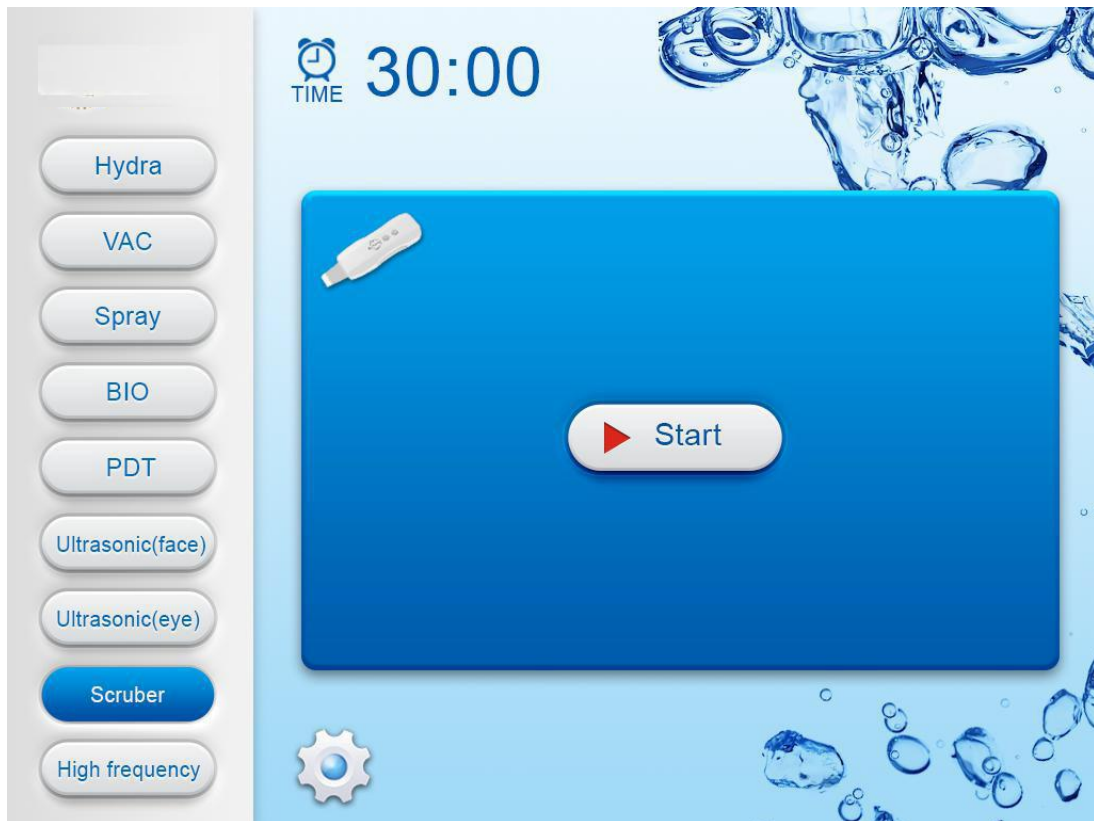 TIME 30:00
Hydra
VAC
Spray
BIO
PDT
Ultrasonic(face)
Ultrasonic(eye)
Scruber
High frequency
Start